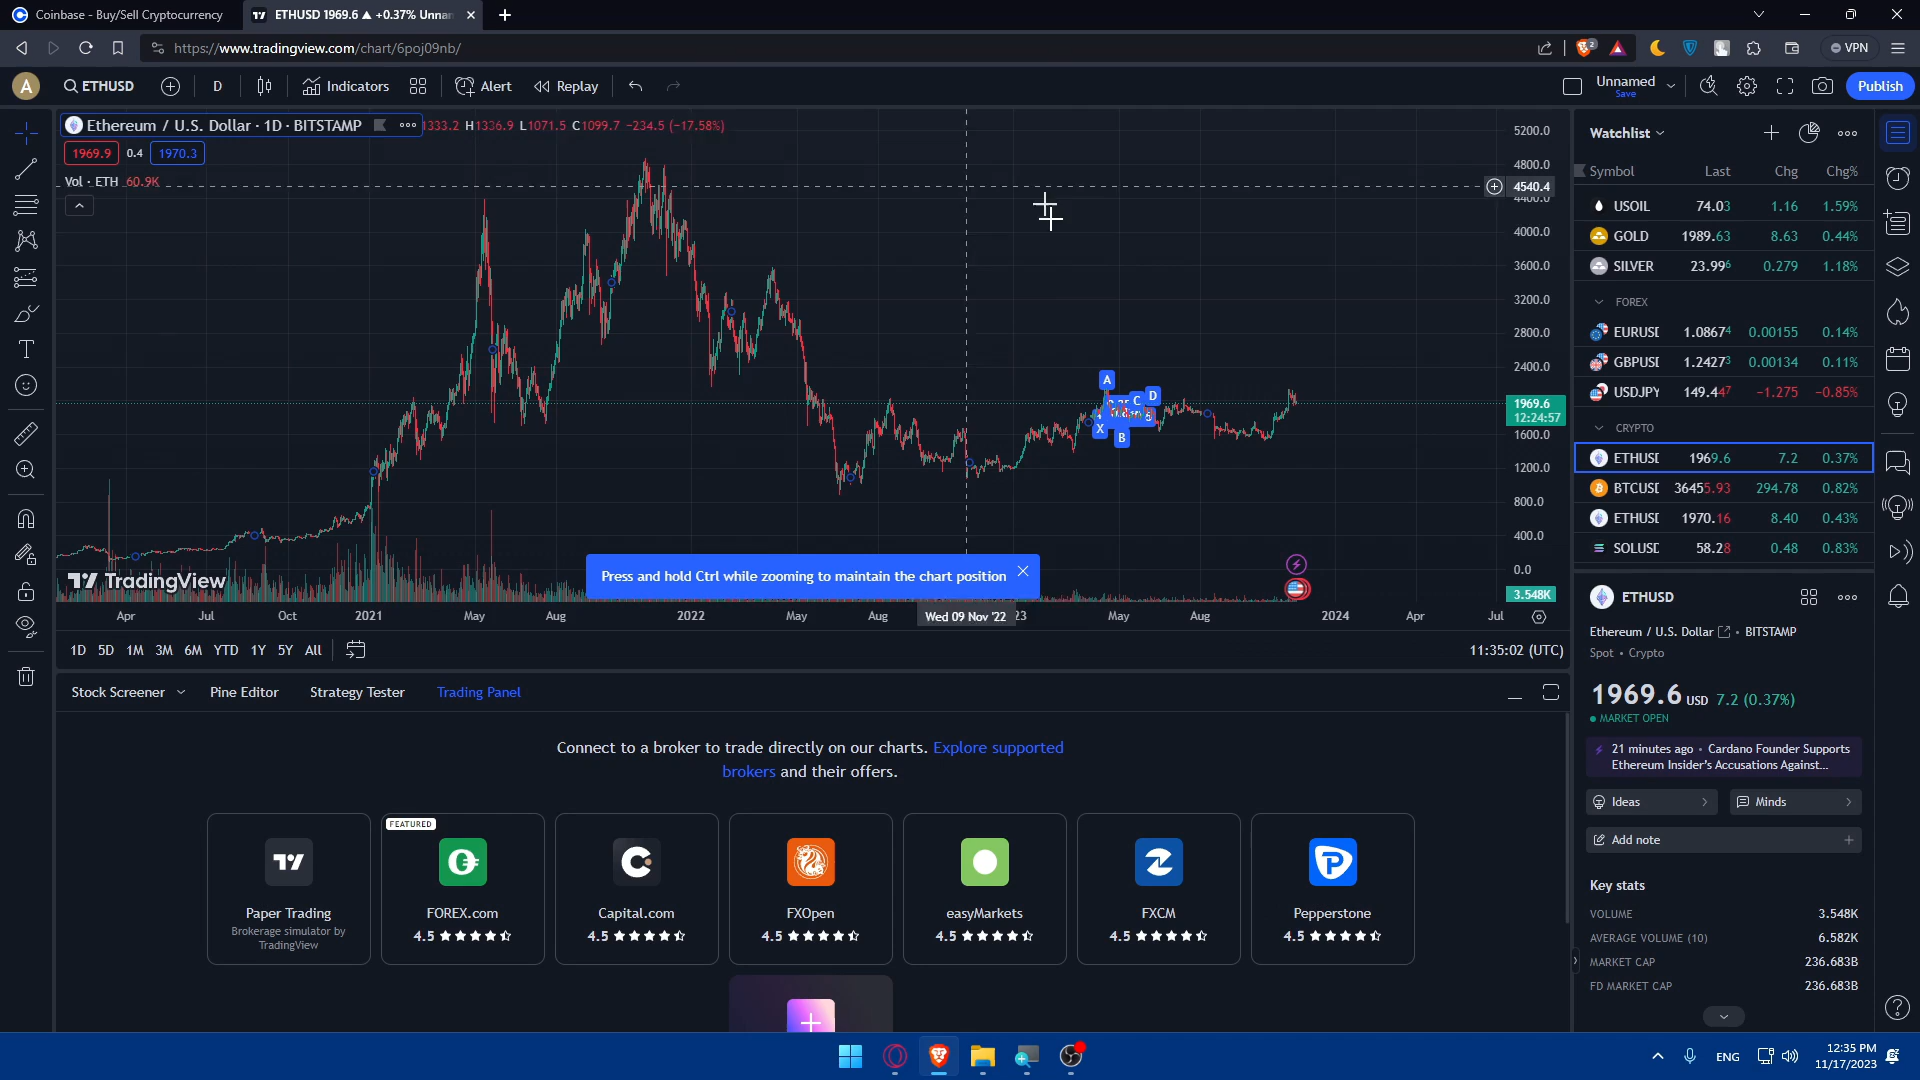 Coinbase - Buy/Sell Cryptocurrency
ETHUSD 1969.6 ▲ +0.37% Unnar
https://www.tradingview.com/chart/6poj09nb/
2
VPN
A
ETHUSD
D
Indicators
Alert
Replay
Unnamed
Save
Publish
Ethereum / U.S. Dollar · 1D · BITSTAMP
1333.2 H1336.9 L1071.5 C1099.7 -234.5 (-17.58%)
1969.9 0.4 1970.3
Vol · ETH 60.9K
5200.0
4800.0
4540.4
4400.0
4000.0
3600.0
3200.0
2800.0
2400.0
1969.6
12:24:57
1600.0
1200.0
800.0
400.0
0.0
3.548K
A
C
D
X
B
TradingView
Press and hold Ctrl while zooming to maintain the chart position
Apr Jul Oct 2021 May Aug 2022 May Aug Wed 09 Nov '22 23 May Aug 2024 Apr Jul
1D 5D 1M 3M 6M YTD 1Y 5Y All
11:35:02 (UTC)
Stock Screener Pine Editor Strategy Tester Trading Panel
Connect to a broker to trade directly on our charts. Explore supported
brokers and their offers.
FEATURED
Paper Trading
Brokerage simulator by
TradingView
FOREX.com
4.5
Capital.com
4.5
FXOpen
4.5
easyMarkets
4.5
FXCM
4.5
Pepperstone
4.5
Watchlist
Symbol Last Chg Chg%
USOIL 74.03 1.16 1.59%
GOLD 1989.63 8.63 0.44%
SILVER 23.996 0.279 1.18%
FOREX
EURUSD 1.08674 0.00155 0.14%
GBPUSD 1.24273 0.00134 0.11%
USDJPY 149.447 -1.275 -0.85%
CRYPTO
ETHUSD 1969.6 7.2 0.37%
BTCUSD 36455.93 294.78 0.82%
ETHUSD 1970.16 8.40 0.43%
SOLUSD 58.28 0.48 0.83%
ETHUSD
Ethereum / U.S. Dollar • BITSTAMP
Spot • Crypto
1969.6 USD 7.2 (0.37%)
MARKET OPEN
21 minutes ago • Cardano Founder Supports
Ethereum Insider's Accusations Against...
Ideas
Minds
Add note
Key stats
VOLUME 3.548K
AVERAGE VOLUME (10) 6.582K
MARKET CAP 236.683B
FD MARKET CAP 236.683B
ENG
12:35 PM
11/17/2023